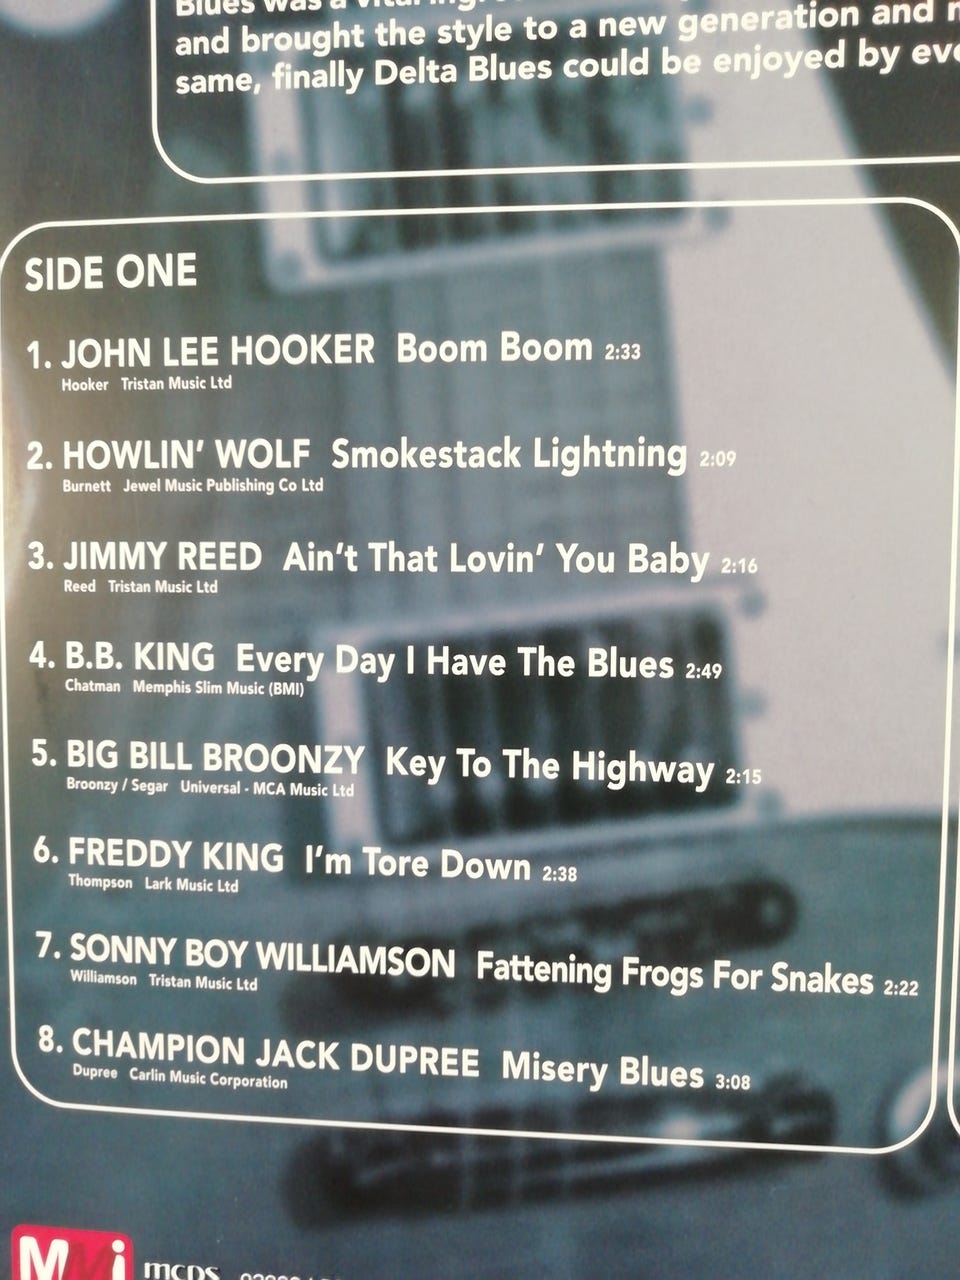 Blues was a vital
and brought the style to a new generation and
same, finally Delta Blues could be enjoyed by
SIDE ONE
1. JOHN LEE HOOKER Boom Boom 2:33
Hooker Tristan Music Ltd
2. HOWLIN' WOLF Smokestack Lightning 2:09
Burnett Jewel Music Publishing Co Ltd
3. JIMMY REED Ain't That Lovin' You Baby 2:16
Reed Tristan Music Ltd
4. B.B. KING Every Day I Have The Blues 2:49
Chatman Memphis Slim Music (BMI)
5. BIG BILL BROONZY Key To The Highway 2:15
Broonzy / Segar Universal - MCA Music Ltd
6. FREDDY KING I'm Tore Down 2:38
Thompson Lark Music Ltd
7. SONNY BOY WILLIAMSON Fattening Frogs For Snakes 2:22
Williamson Tristan Music Ltd
8. CHAMPION JACK DUPREE Misery Blues 3:08
Dupree Carlin Music Corporation
mcps